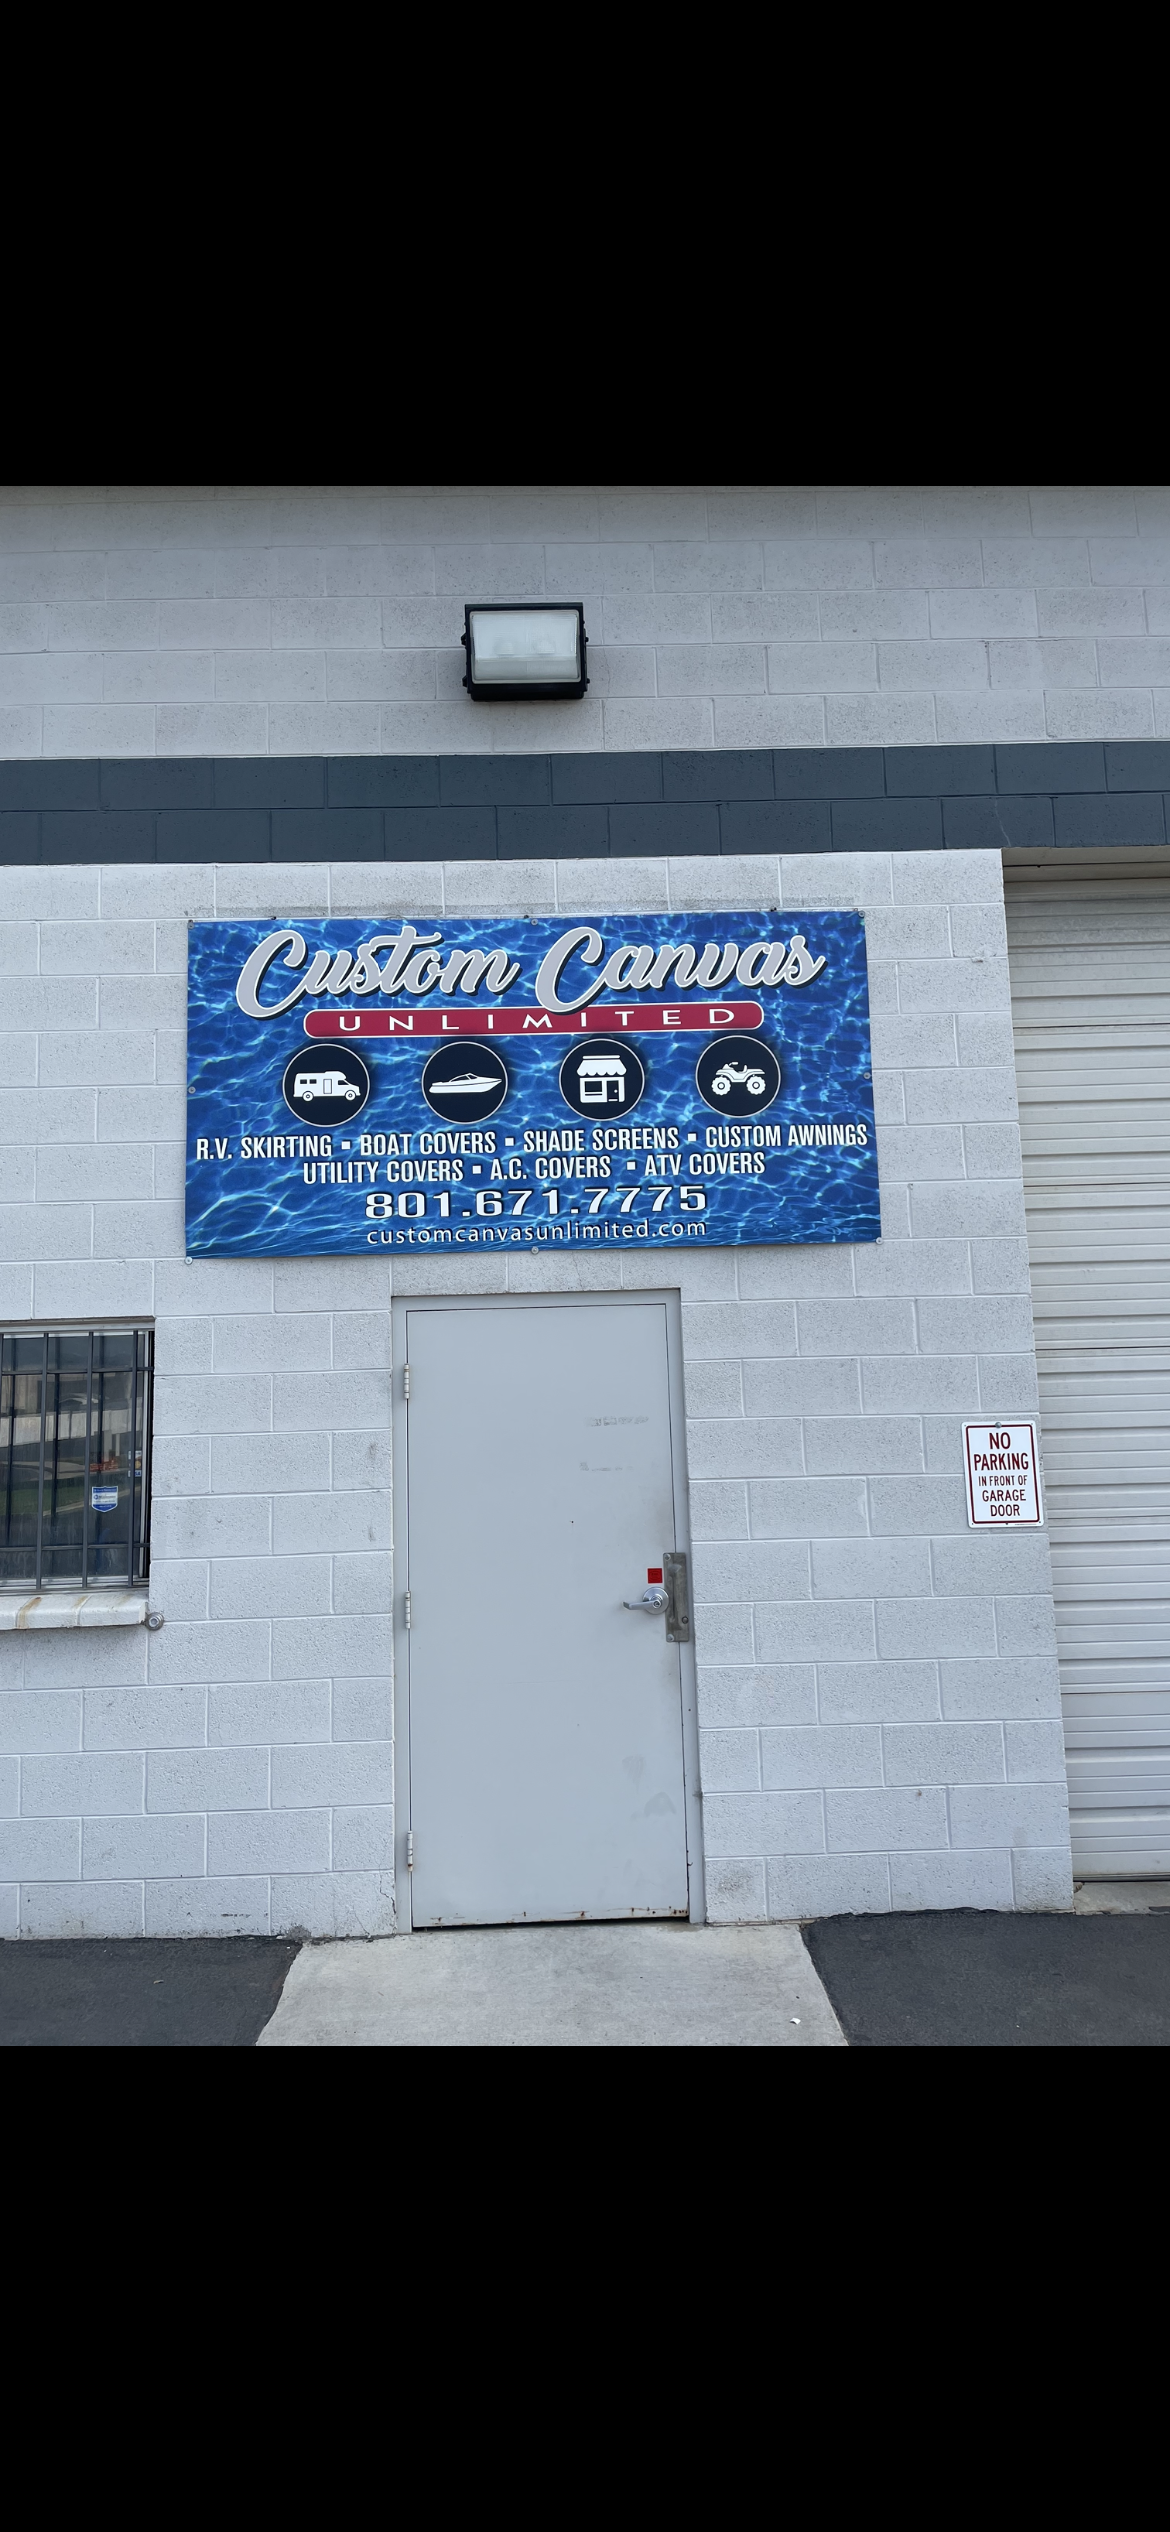 Custom Canvas
UNLIMITED
R.V. SKIRTING ▪ BOAT COVERS ▪ SHADE SCREENS ▪ CUSTOM AWNINGS
UTILITY COVERS ▪ A.C. COVERS ▪ ATV COVERS
801.671.7775
customcanvasunlimited.com
NO
PARKING
IN FRONT OF
GARAGE
DOOR